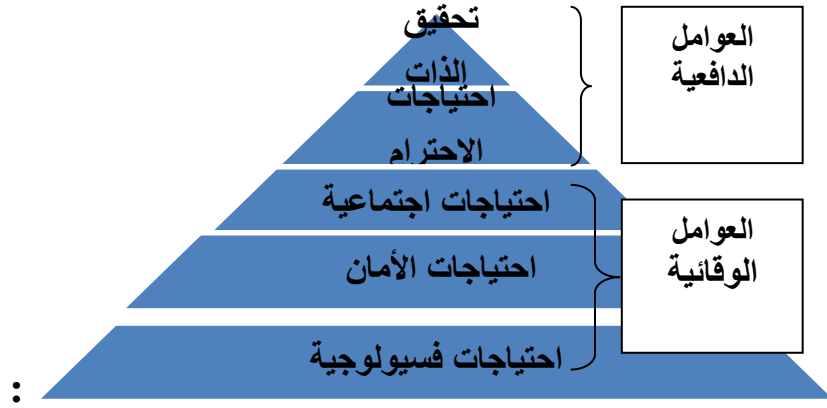 تحقيق
الذات
احتياجات
الاحترام
احتياجات اجتماعية
احتياجات الأمان
احتياجات فسيولوجية
العوامل
الدافعية
العوامل
الوقائية
: